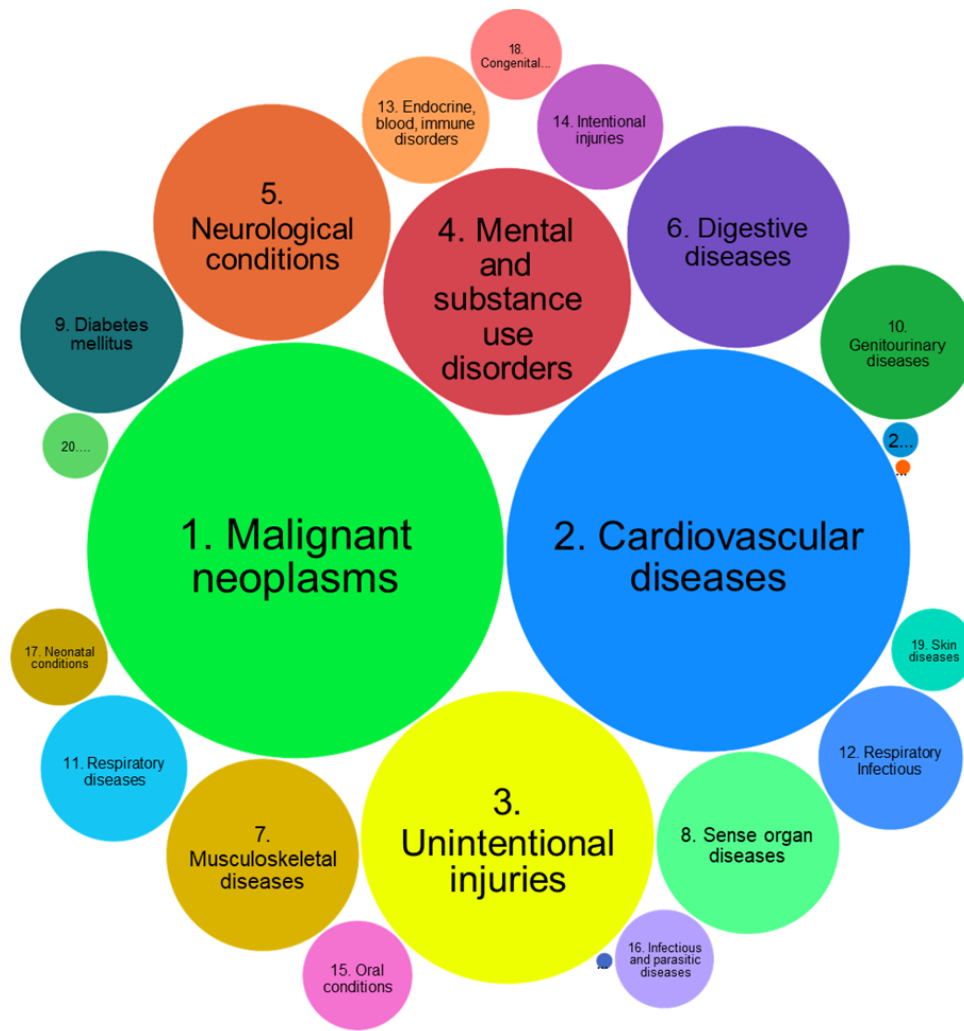 18.
Congenital...
13. Endocrine,
blood, immune
disorders
14. Intentional
injuries
5.
Neurological
conditions
4. Mental
and
substance
use
disorders
6. Digestive
diseases
9. Diabetes
mellitus
10.
Genitourinary
diseases
20....
2...
...
1. Malignant
neoplasms
2. Cardiovascular
diseases
17. Neonatal
conditions
19. Skin
diseases
11. Respiratory
diseases
12. Respiratory
Infectious
7.
Musculoskeletal
diseases
3.
Unintentional
injuries
8. Sense organ
diseases
15. Oral
conditions
...
16. Infectious
and parasitic
diseases